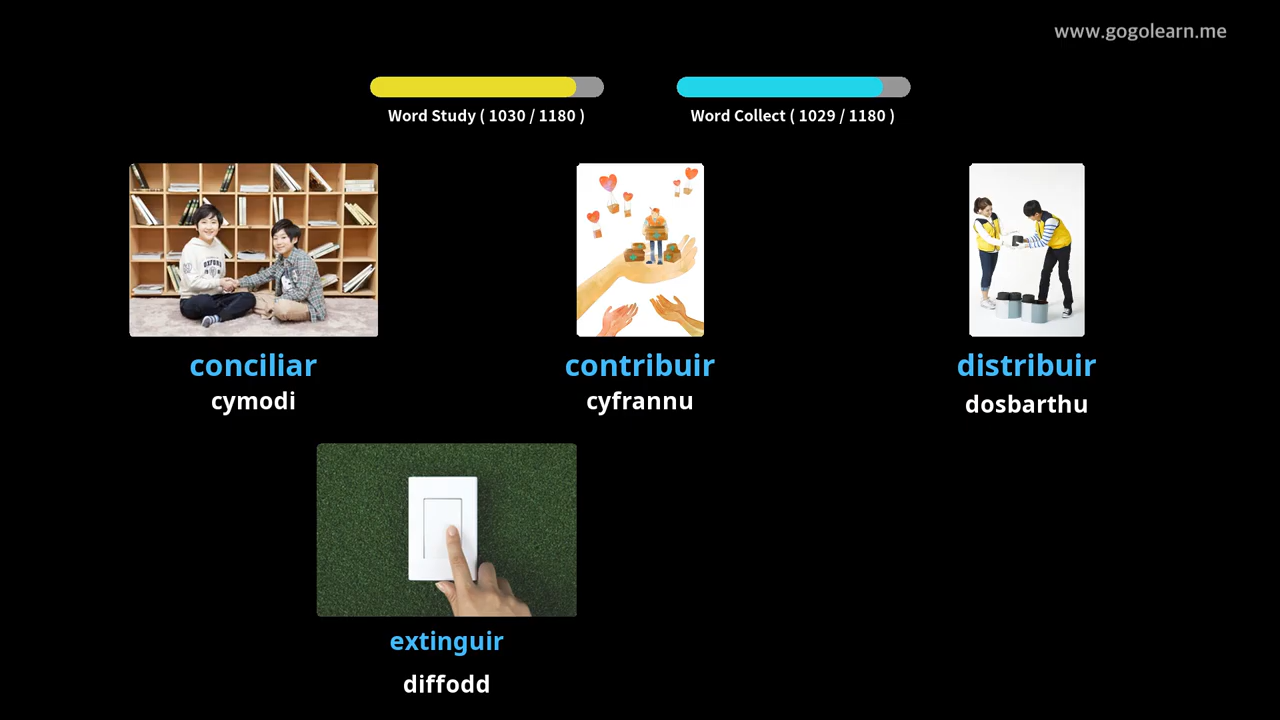 www.gogolearn.me
Word Study ( 1030 / 1180 )
Word Collect ( 1029 / 1180 )
conciliar
cymodi
contribuir
cyfrannu
distribuir
dosbarthu
extinguir
diffodd